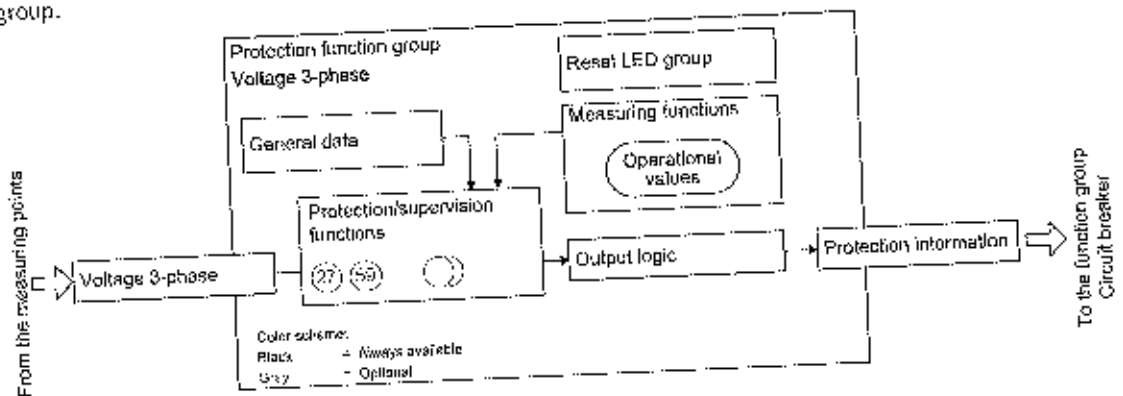 group.
Protection function group
Voltage 3-phase
Reset LED group
General data
Measuring functions
Operational
values
Protection/supervision
functions
27 59
Output logic
Protection information
Voltage 3-phase
From the measuring points
To the function group
Circuit breaker
Color scheme:
Black = Always available
Grey = Optional